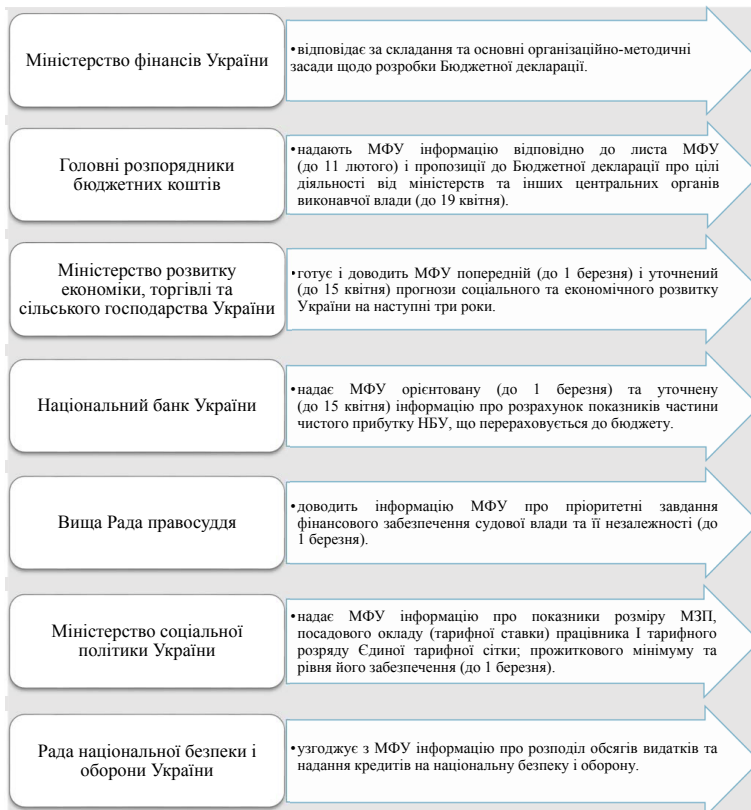 Міністерство фінансів України
•відповідає за складання та основні організаційно-методичні
засади щодо розробки Бюджетної декларації.
Головні розпорядники
бюджетних коштів
•надають МФУ інформацію відповідно до листа МФУ
(до 11 лютого) і пропозиції до Бюджетної декларації про цілі
діяльності від міністерств та інших центральних органів
виконавчої влади (до 19 квітня).
Міністерство розвитку
економіки, торгівлі та
сільського господарства України
•готує і доводить МФУ попередній (до 1 березня) і уточнений
(до 15 квітня) прогнози соціального та економічного розвитку
України на наступні три роки.
Національний банк України
•надає МФУ орієнтовану (до 1 березня) та уточнену
(до 15 квітня) інформацію про розрахунок показників частини
чистого прибутку НБУ, що перераховується до бюджету.
Вища Рада правосуддя
•доводить інформацію МФУ про пріоритетні завдання
фінансового забезпечення судової влади та її незалежності (до
1 березня).
Міністерство соціальної
політики України
•надає МФУ інформацію про показники розміру МЗП,
посадового окладу (тарифної ставки) працівника І тарифного
розряду Єдиної тарифної сітки; прожиткового мінімуму та
рівня його забезпечення (до 1 березня).
Рада національної безпеки і
оборони України
•узгоджує з МФУ інформацію про розподіл обсягів видатків та
надання кредитів на національну безпеку і оборону.